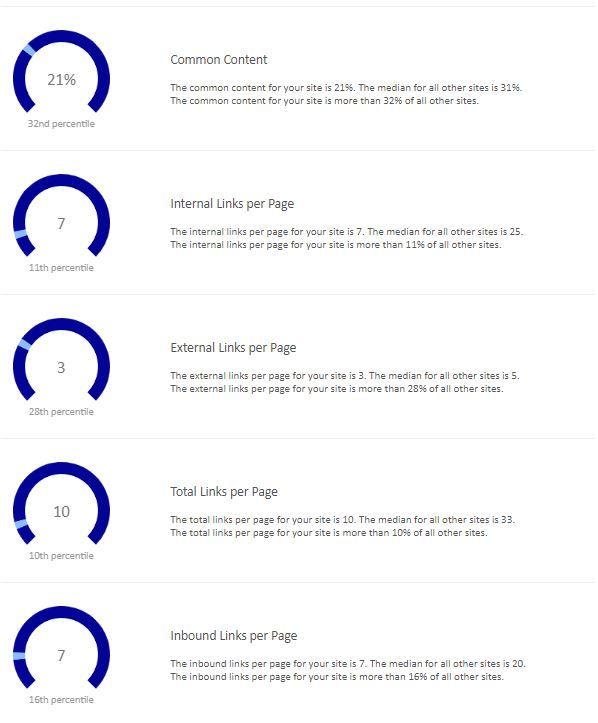 21%
32nd percentile
Common Content
The common content for your site is 21%. The median for all other sites is 31%.
The common content for your site is more than 32% of all other sites.
7
11th percentile
Internal Links per Page
The internal links per page for your site is 7. The median for all other sites is 25.
The internal links per page for your site is more than 11% of all other sites.
3
28th percentile
External Links per Page
The external links per page for your site is 3. The median for all other sites is 5.
The external links per page for your site is more than 28% of all other sites.
10
10th percentile
Total Links per Page
The total links per page for your site is 10. The median for all other sites is 33.
The total links per page for your site is more than 10% of all other sites.
7
16th percentile
Inbound Links per Page
The inbound links per page for your site is 7. The median for all other sites is 20.
The inbound links per page for your site is more than 16% of all other sites.